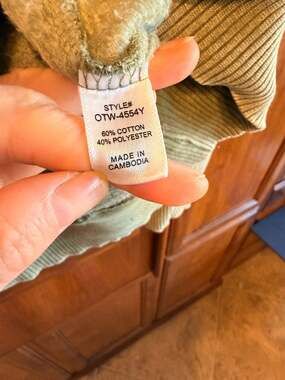 STYLE#
OTW-4554Y
60% COTTON
40% POLYESTER
MADE IN
CAMBODIA